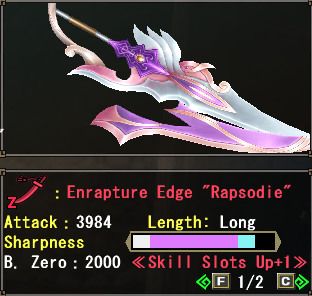 Z : Enrapture Edge "Rapsodie"
Attack : 3984 Length: Long
Sharpness
B. Zero : 2000 ≪Skill Slots Up+1≫
F 1/2 C